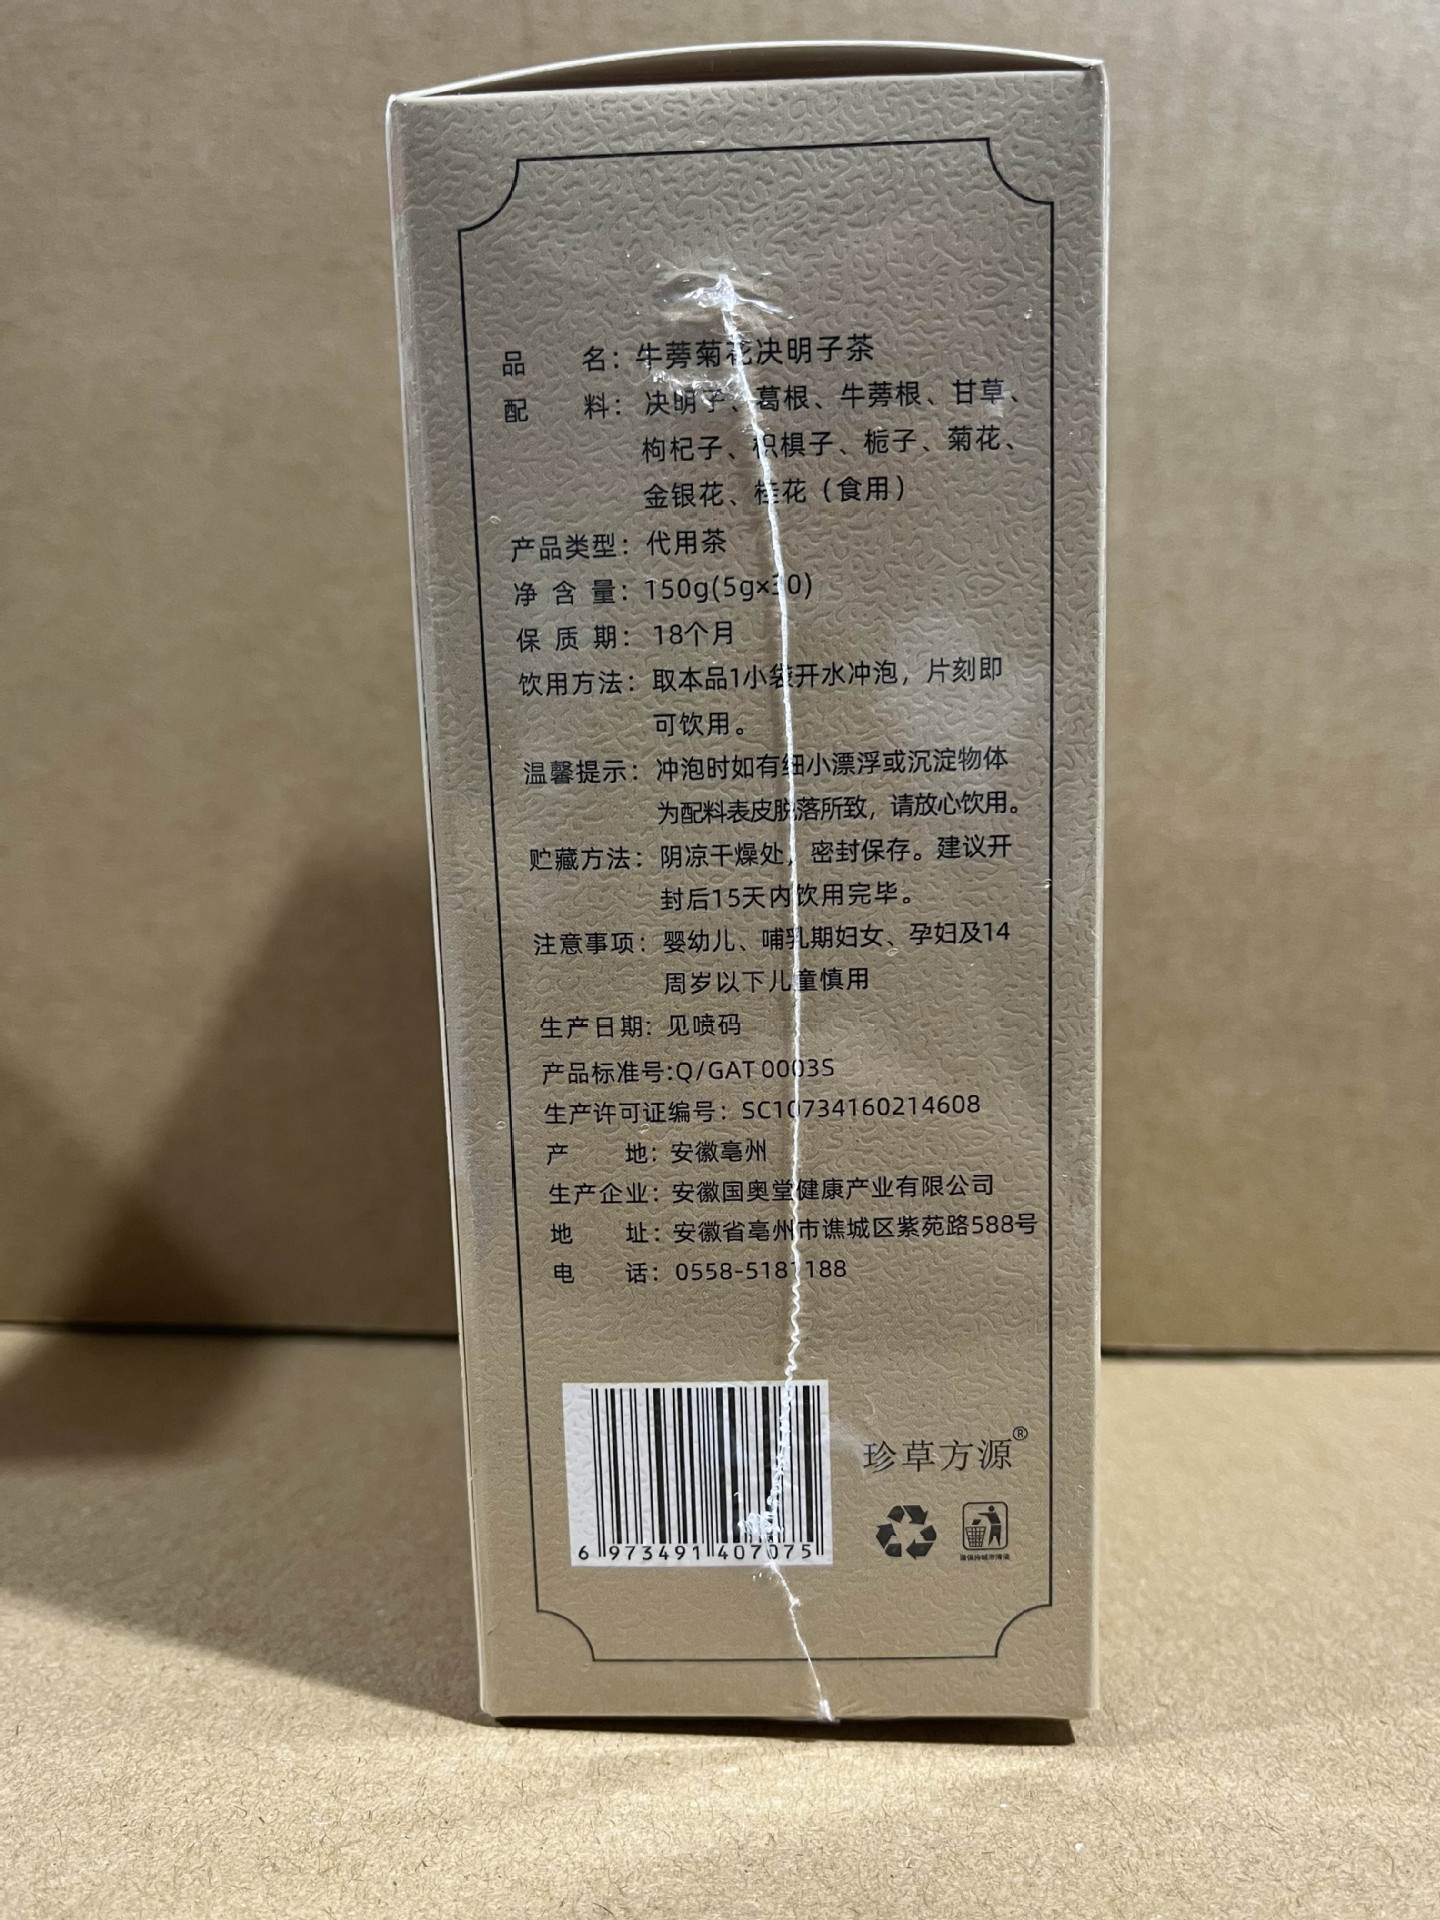 品 名：牛蒡菊花决明子茶
配 料：决明子、葛根、牛蒡根、甘草、
枸杞子、枳椇子、栀子、菊花、
金银花、桂花（食用）
产品类型：代用茶
净含量：150g(5g×30)
保质期：18个月
饮用方法：取本品1小袋开水冲泡，片刻即
可饮用。
温馨提示：冲泡时如有细小漂浮或沉淀物体
为配料表皮脱落所致，请放心饮用。
贮藏方法：阴凉干燥处，密封保存。建议开
封后15天内饮用完毕。
注意事项：婴幼儿、哺乳期妇女、孕妇及14
周岁以下儿童慎用
生产日期：见喷码
产品标准号:Q/GAT 0003S
生产许可证编号：SC10734160214608
产 地：安徽亳州
生产企业：安徽国奥堂健康产业有限公司
地 址：安徽省亳州市谯城区紫苑路588号
电 话：0558-5181188
珍草方源®
6 973491 407075